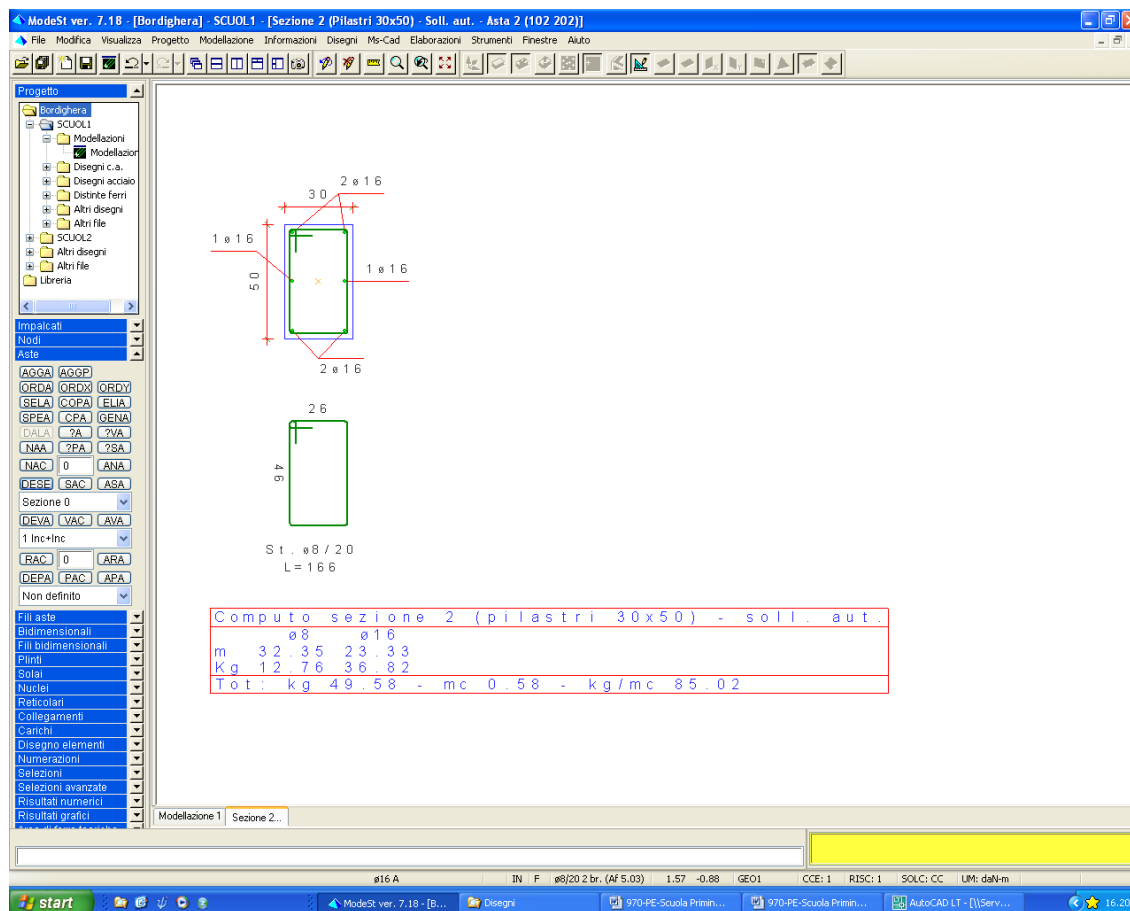 ModeSt ver. 7.18 - [Bordighera] - SCUOL1 - [Sezione 2 (Pilastri 30x50) - Soll. aut. - Asta 2 (102 202)]
File Modifica Visualizza Progetto Modellazione Informazioni Disegni Ms-Cad Elaborazioni Strumenti Finestre Aiuto
Progetto
Bordighera
SCUOL1
Modellazioni
Modellazion
Disegni c.a.
Disegni acciaio
Distinte ferri
Altri disegni
Altri file
SCUOL2
Altri disegni
Altri file
Libreria
Impalcati
Nodi
Aste
AGGA AGGP
ORDA ORDX ORDY
SELA COPA ELIA
SPEA CPA GENA
DALA ?A ?VA
NAA ?PA ?SA
NAC 0 ANA
DESE SAC ASA
Sezione 0
DEVA VAC AVA
1 Inc+Inc
RAC 0 ARA
DEPA PAC APA
Non definito
Fili aste
Bidimensionali
Fili bidimensionali
Plinti
Solai
Nuclei
Reticolari
Collegamenti
Carichi
Disegno elementi
Numerazioni
Selezioni
Selezioni avanzate
Risultati numerici
Risultati grafici
2ø16
30
1ø16
50
1ø16
2ø16
26
46
St. ø8/20
L=166
Computo sezione 2 (pilastri 30x50) - soll. aut.
ø8 ø16
m 32.35 23.33
Kg 12.76 36.82
Tot: kg 49.58 - mc 0.58 - kg/mc 85.02
Modellazione 1 Sezione 2...
ø16 A IN F ø8/20 2 br. (Af 5.03) 1.57 -0.88 GEO1 CCE: 1 RISC: 1 SOLC: CC UM: daN-m
start ModeSt ver. 7.18 - [B... Disegni 970-PE-Scuola Primin... 970-PE-Scuola Primin... AutoCAD LT - [\\Serv... 16.20